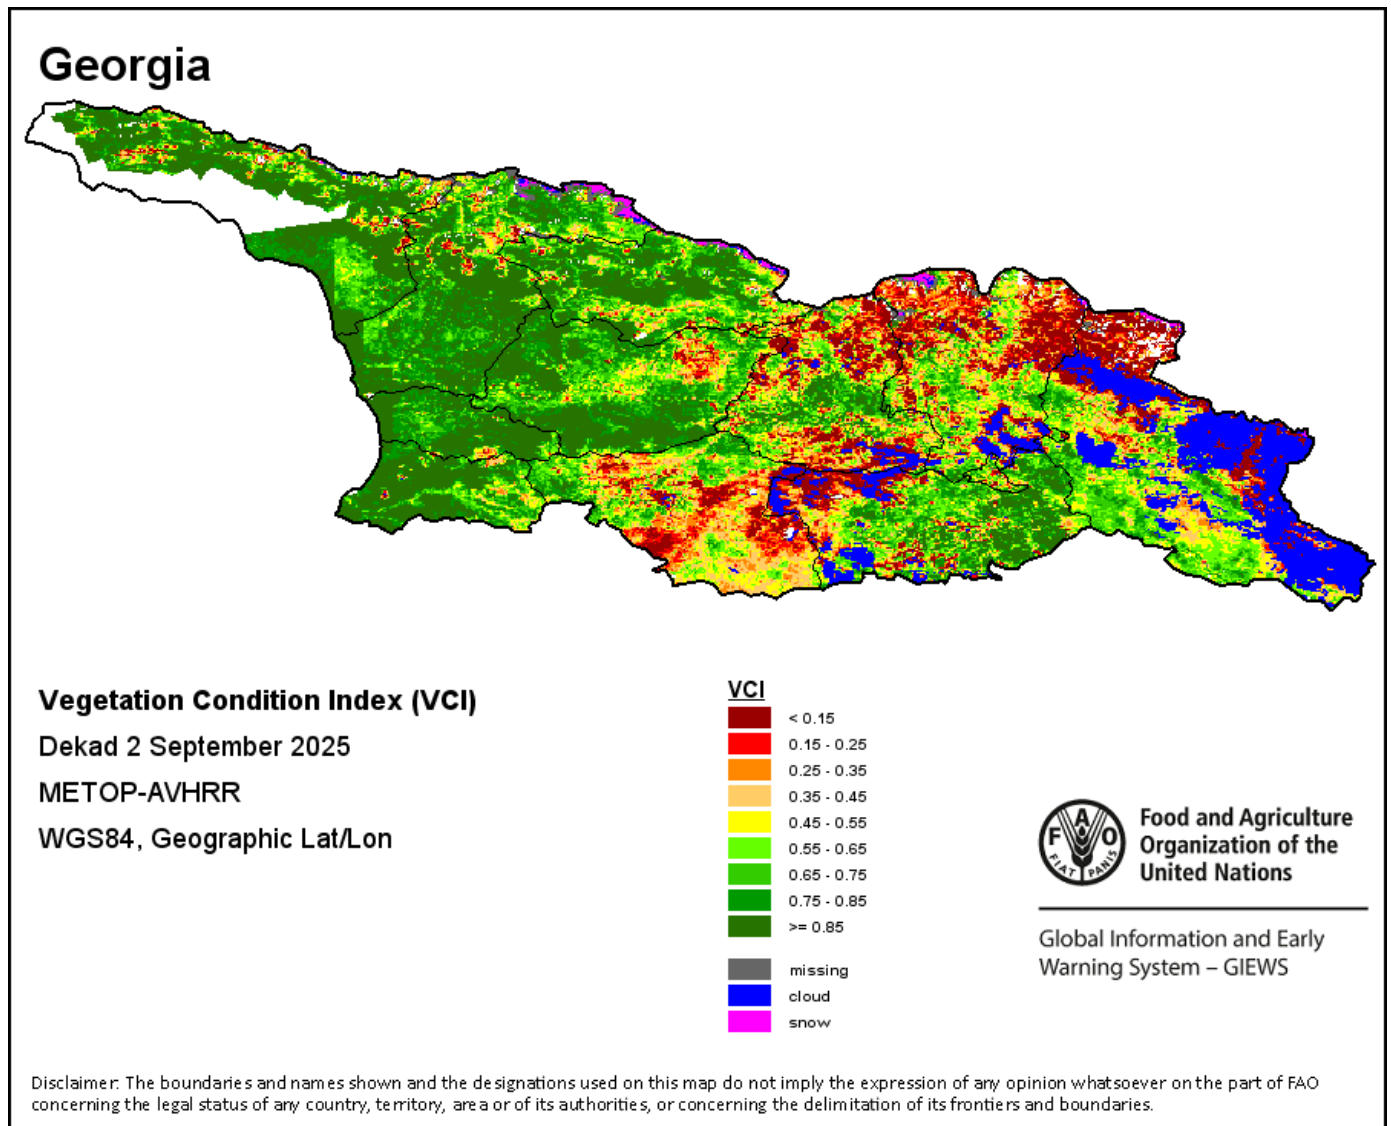 Georgia
Vegetation Condition Index (VCI)
Dekad 2 September 2025
METOP-AVHRR
WGS84, Geographic Lat/Lon
VCI
< 0.15
0.15 - 0.25
0.25 - 0.35
0.35 - 0.45
0.45 - 0.55
0.55 - 0.65
0.65 - 0.75
0.75 - 0.85
>= 0.85
missing
cloud
snow
F A O
FIAT PANIS
Food and Agriculture
Organization of the
United Nations
Global Information and Early
Warning System – GIEWS
Disclaimer: The boundaries and names shown and the designations used on this map do not imply the expression of any opinion whatsoever on the part of FAO
concerning the legal status of any country, territory, area or of its authorities, or concerning the delimitation of its frontiers and boundaries.